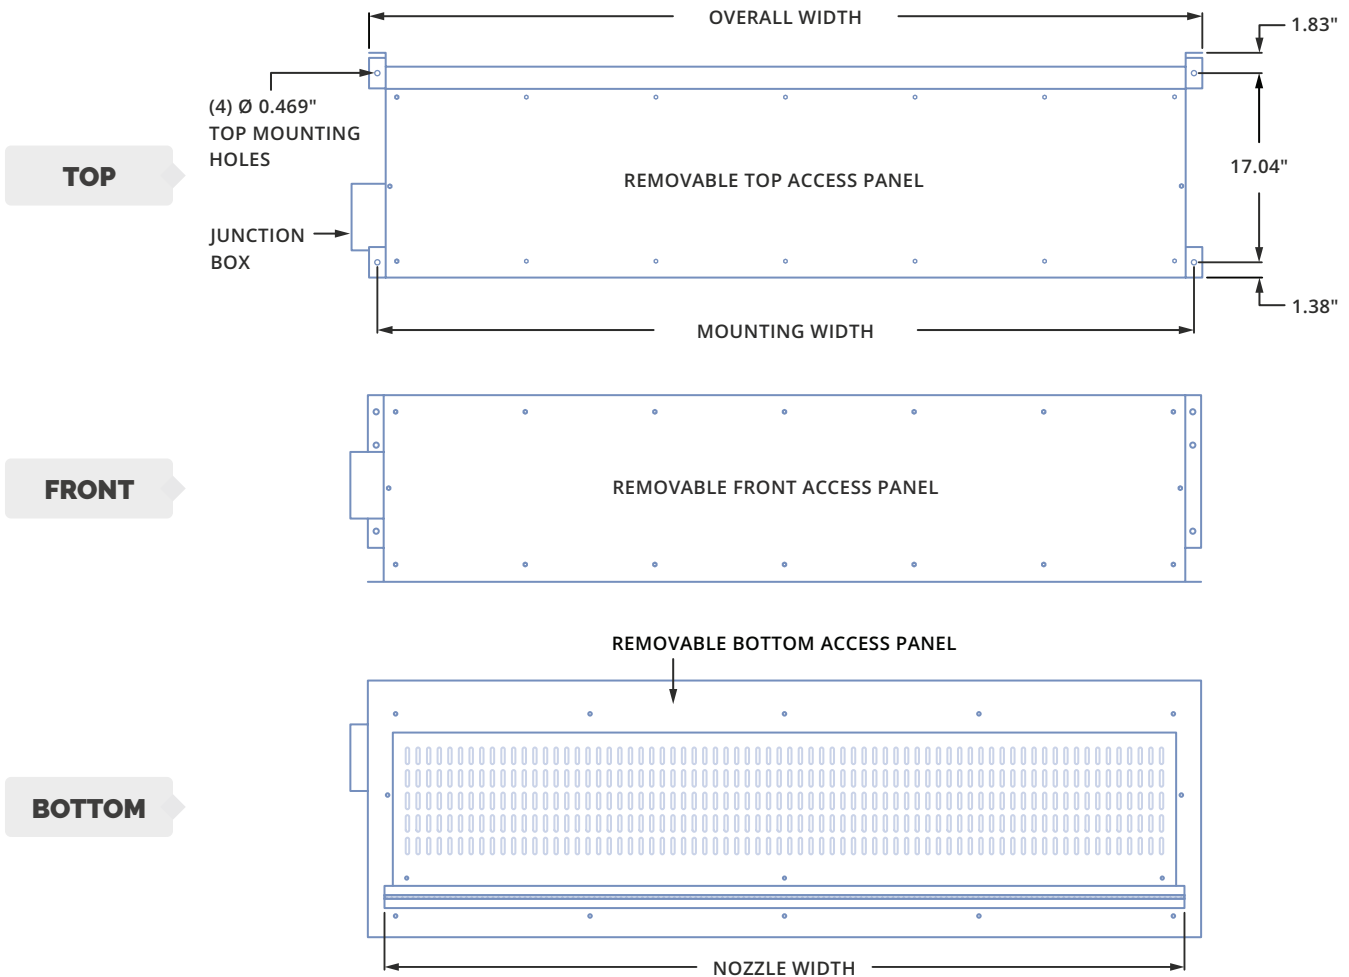 OVERALL WIDTH
1.83"
(4) Ø 0.469"
TOP MOUNTING
HOLES
TOP
REMOVABLE TOP ACCESS PANEL
17.04"
JUNCTION
BOX
1.38"
MOUNTING WIDTH
FRONT
REMOVABLE FRONT ACCESS PANEL
REMOVABLE BOTTOM ACCESS PANEL
BOTTOM
NOZZLE WIDTH